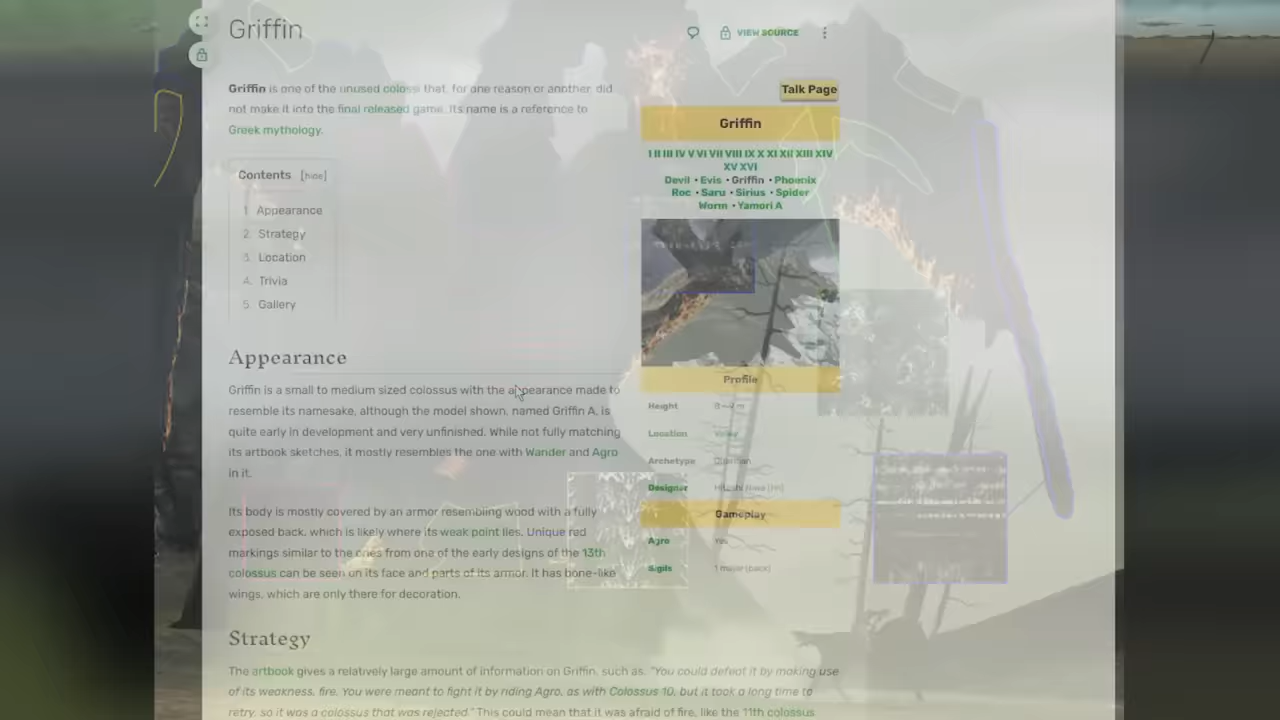 Griffin
VIEW SOURCE
Griffin is one of the unused colossi that, for one reason or another, did
not make it into the final released game. Its name is a reference to
Greek mythology.
Contents [hide]
1 Appearance
2. Strategy
3. Location
4. Trivia
5. Gallery
Talk Page
Griffin
I II III IV V VI VII VIII IX X XI XII XIII XIV
XV XVI
Devil • Evis • Griffin • Phoenix
Roc • Saru • Sirius • Spider
Worm • Yamori A
Profile
Height
Location Valley
Archetype
Designer
Gameplay
Agro Yes
Sigils 1 major (back)
Appearance
Griffin is a small to medium sized colossus with the appearance made to
resemble its namesake, although the model shown, named Griffin A, is
quite early in development and very unfinished. While not fully matching
its artbook sketches, it mostly resembles the one with Wander and Agro
in it.
Its body is mostly covered by an armor resembling wood with a fully
exposed back, which is likely where its weak point lies. Unique red
markings similar to the ones from one of the early designs of the 13th
colossus can be seen on its face and parts of its armor. It has bone-like
wings, which are only there for decoration.
Strategy
The artbook gives a relatively large amount of information on Griffin, such as, "You could defeat it by making use
of its weakness, fire. You were meant to fight it by riding Agro, as with Colossus 10, but it took a long time to
retry, so it was a colossus that was rejected." This could mean that it was afraid of fire, like the 11th colossus